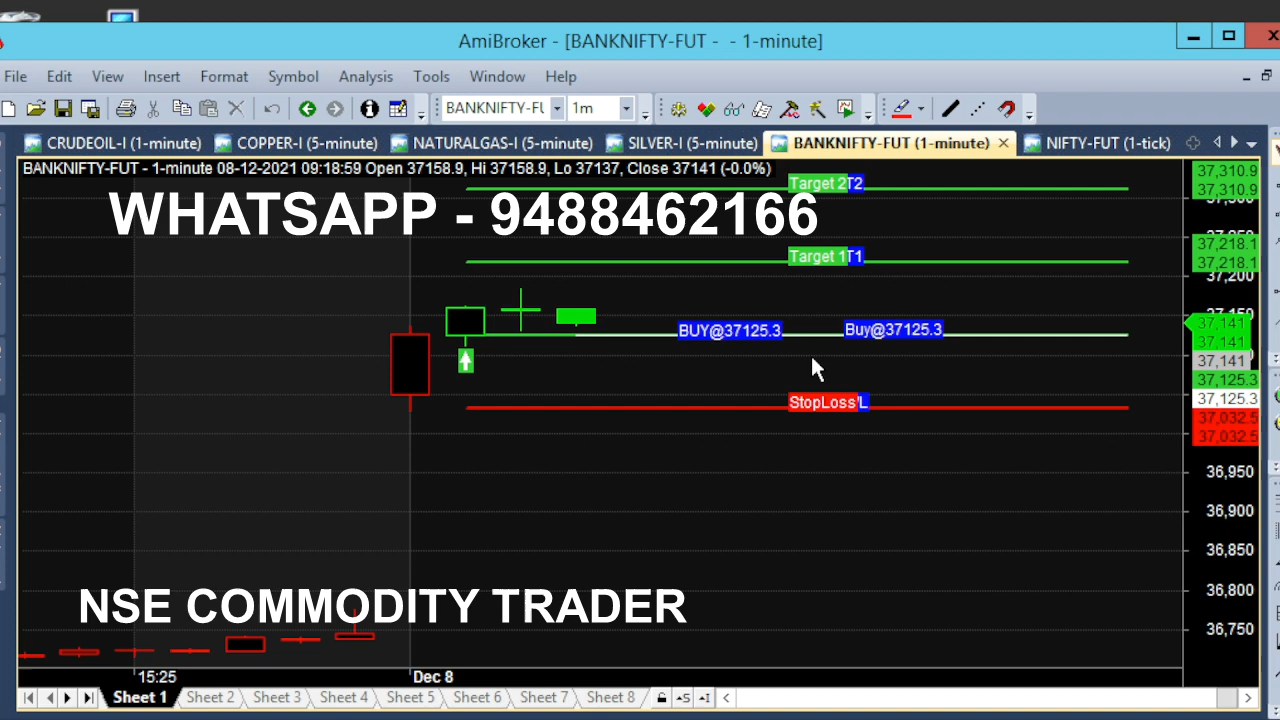 AmiBroker - [BANKNIFTY-FUT - - 1-minute]
File Edit View Insert Format Symbol Analysis Tools Window Help
BANKNIFTY-FU 1m
CRUDEOIL-I (1-minute) COPPER-I (5-minute) NATURALGAS-I (5-minute) SILVER-I (5-minute) BANKNIFTY-FUT (1-minute) NIFTY-FUT (1-tick)
BANKNIFTY-FUT - 1-minute 08-12-2021 09:18:59 Open 37158.9, Hi 37158.9, Lo 37137, Close 37141 (-0.0%)
37,310.9
Target 2 T2
37,310.9
WHATSAPP - 9488462166
37,218.1
Target 1 T1
37,218.1
37,200
37,141
BUY@37125.3 Buy@37125.3
37,141
37,141
37,125.3
StopLoss L
37,125.3
37,032.5
37,032.5
36,950
36,900
36,850
36,800
NSE COMMODITY TRADER
36,750
15:25 Dec 8
Sheet 1 Sheet 2 Sheet 3 Sheet 4 Sheet 5 Sheet 6 Sheet 7 Sheet 8